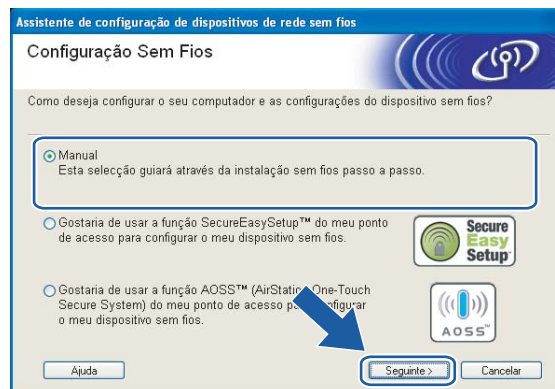 Assistente de configuração de dispositivos de rede sem fios
Configuração Sem Fios
Como deseja configurar o seu computador e as configurações do dispositivo sem fios?
Manual
Esta selecção guiará através da instalação sem fios passo a passo.
Gostaria de usar a função SecureEasySetup™ do meu ponto
de acesso para configurar o meu dispositivo sem fios.
Secure
Easy
Setup
Gostaria de usar a função AOSS™ (AirStation One-Touch
Secure System) do meu ponto de acesso
o meu dispositivo sem fios.
AOSS™
Ajuda
Seguinte >
Cancelar